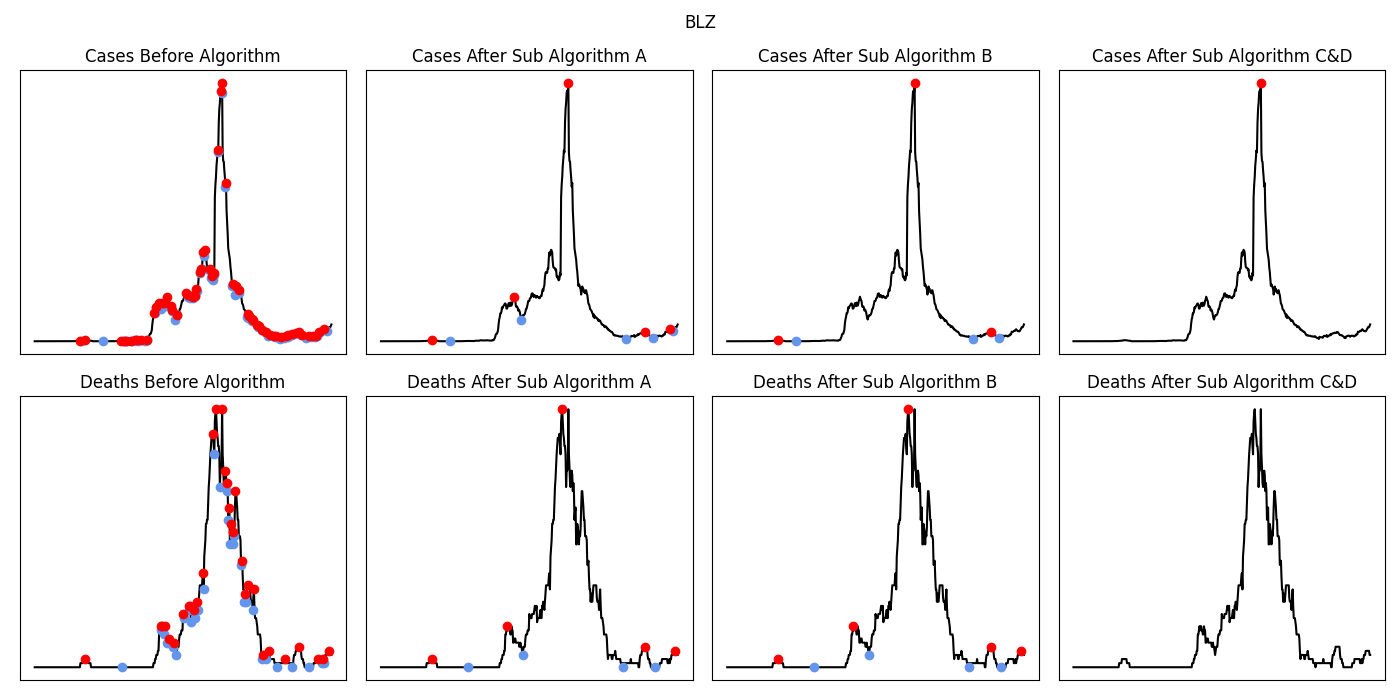 BLZ
Cases Before Algorithm
Cases After Sub Algorithm A
Cases After Sub Algorithm B
Cases After Sub Algorithm C&D
Deaths Before Algorithm
Deaths After Sub Algorithm A
Deaths After Sub Algorithm B
Deaths After Sub Algorithm C&D